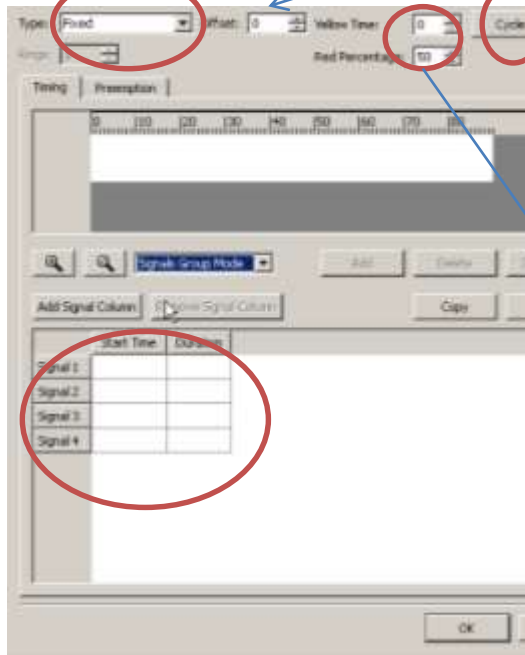 Type: Fixed Offset: 0 Yellow Time: 0 Cycle
Range: Red Percentage: 50
Timing Preemption
0 10 20 30 40 50 60 70 80
Signals Group Mode Add Delete
Add Signal Column Remove Signal Column Copy
Start Time Duration
Signal 1
Signal 2
Signal 3
Signal 4
OK